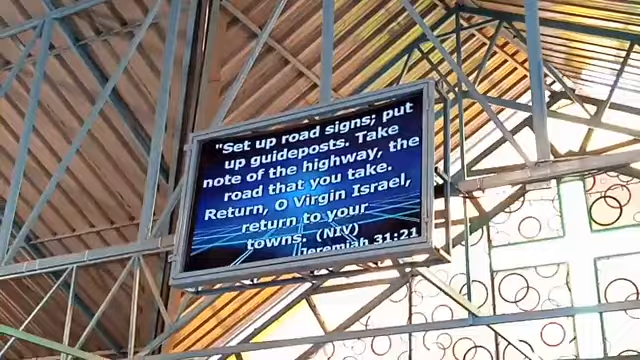 "Set up road signs; put
up guideposts. Take
note of the highway, the
road that you take.
Return, O Virgin Israel,
return to your
towns. (NIV)
Jeremiah 31:21